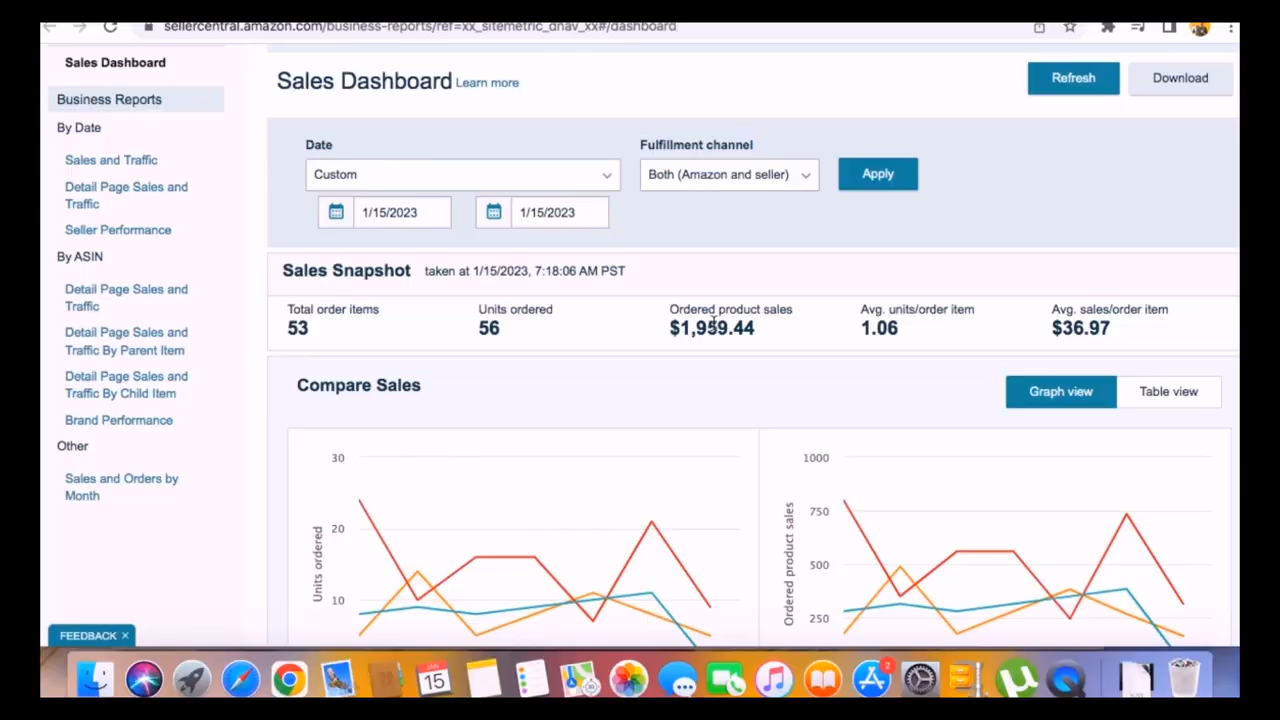 sellercentral.amazon.com/business-reports/ref=xx_sitemetric_dnav_xx#/dashboard
Sales Dashboard
Business Reports
By Date
Sales and Traffic
Detail Page Sales and
Traffic
Seller Performance
By ASIN
Detail Page Sales and
Traffic
Detail Page Sales and
Traffic By Parent Item
Detail Page Sales and
Traffic By Child Item
Brand Performance
Other
Sales and Orders by
Month
FEEDBACK ×
Sales Dashboard Learn more
Refresh
Download
Date
Fulfillment channel
Custom
Both (Amazon and seller)
Apply
1/15/2023
1/15/2023
Sales Snapshot taken at 1/15/2023, 7:18:06 AM PST
Total order items
Units ordered
Ordered product sales
Avg. units/order item
Avg. sales/order item
53
56
$1,959.44
1.06
$36.97
Compare Sales
Graph view
Table view
30
20
10
Units ordered
1000
750
500
250
Ordered product sales
JAN
15
2